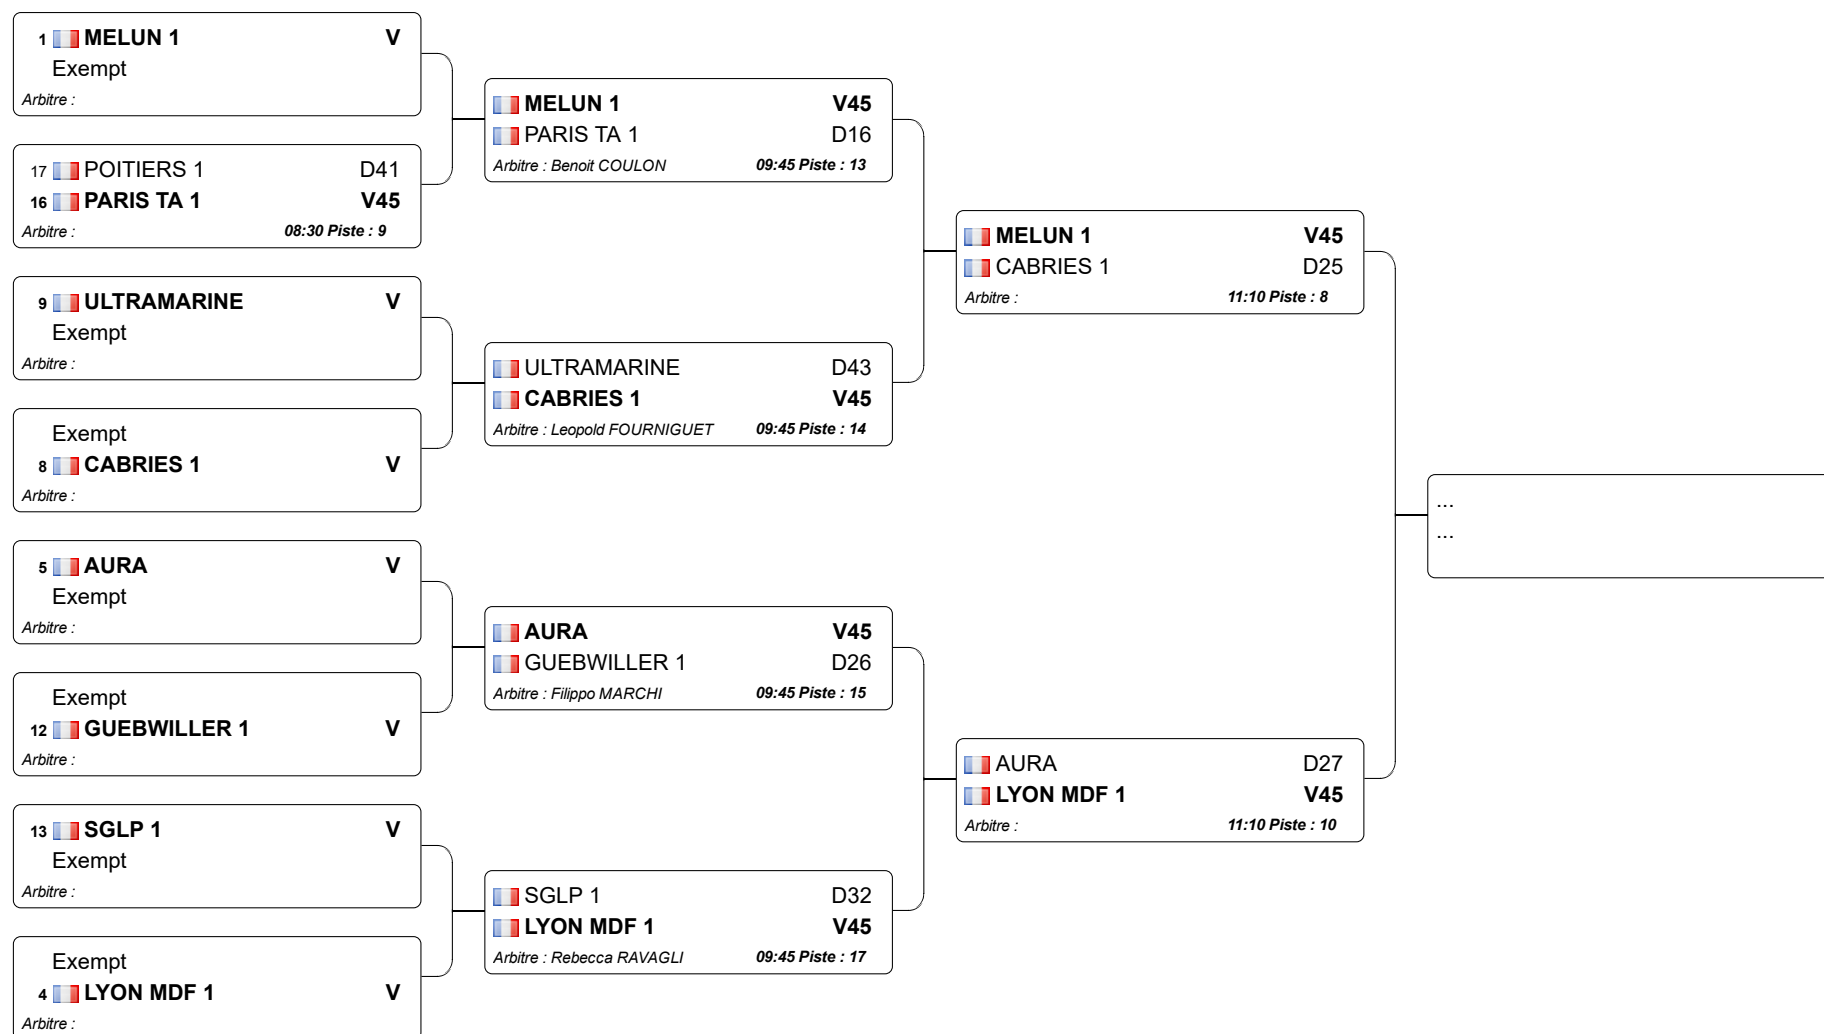 1 MELUN 1 V
Exempt
Arbitre :
17 POITIERS 1 D41
16 PARIS TA 1 V45
Arbitre : 08:30 Piste : 9
9 ULTRAMARINE V
Exempt
Arbitre :
Exempt
8 CABRIES 1 V
Arbitre :
5 AURA V
Exempt
Arbitre :
Exempt
12 GUEBWILLER 1 V
Arbitre :
13 SGLP 1 V
Exempt
Arbitre :
Exempt
4 LYON MDF 1 V
Arbitre :
MELUN 1 V45
PARIS TA 1 D16
Arbitre : Benoit COULON 09:45 Piste : 13
ULTRAMARINE D43
CABRIES 1 V45
Arbitre : Leopold FOURNIGUET 09:45 Piste : 14
AURA V45
GUEBWILLER 1 D26
Arbitre : Filippo MARCHI 09:45 Piste : 15
SGLP 1 D32
LYON MDF 1 V45
Arbitre : Rebecca RAVAGLI 09:45 Piste : 17
MELUN 1 V45
CABRIES 1 D25
Arbitre : 11:10 Piste : 8
AURA D27
LYON MDF 1 V45
Arbitre : 11:10 Piste : 10
...
...